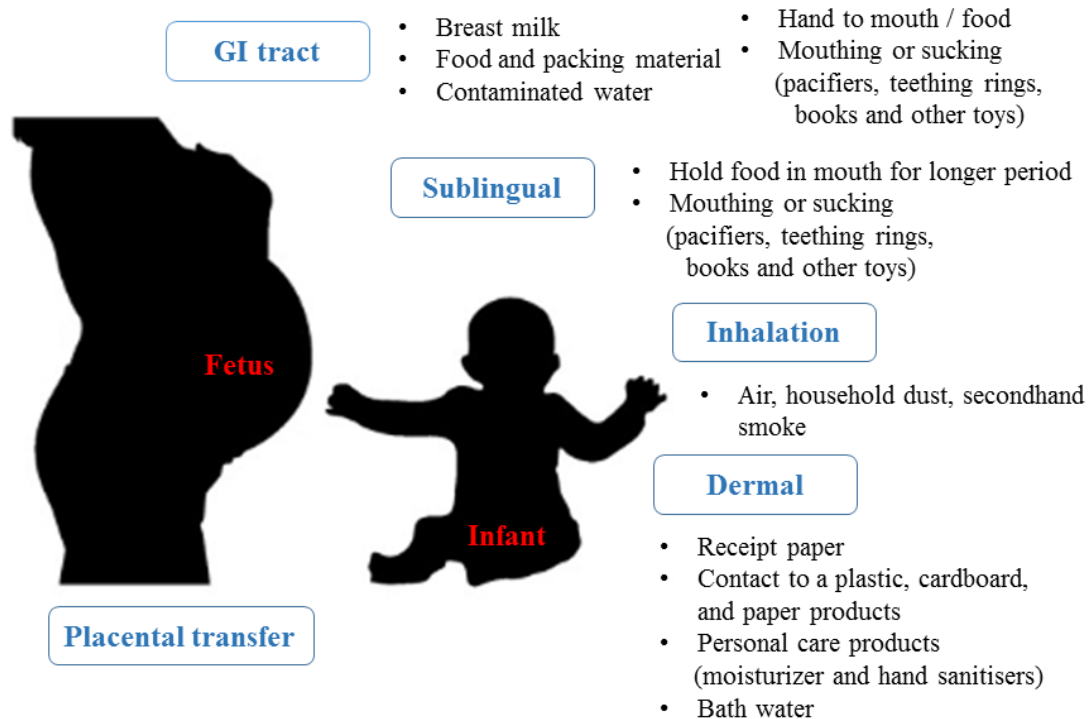 GI tract
• Breast milk
• Food and packing material
• Contaminated water
• Hand to mouth / food
• Mouthing or sucking
(pacifiers, teething rings,
books and other toys)
Sublingual
• Hold food in mouth for longer period
• Mouthing or sucking
(pacifiers, teething rings,
books and other toys)
Inhalation
• Air, household dust, secondhand
smoke
Fetus
Dermal
Infant
• Receipt paper
• Contact to a plastic, cardboard,
and paper products
• Personal care products
(moisturizer and hand sanitisers)
• Bath water
Placental transfer